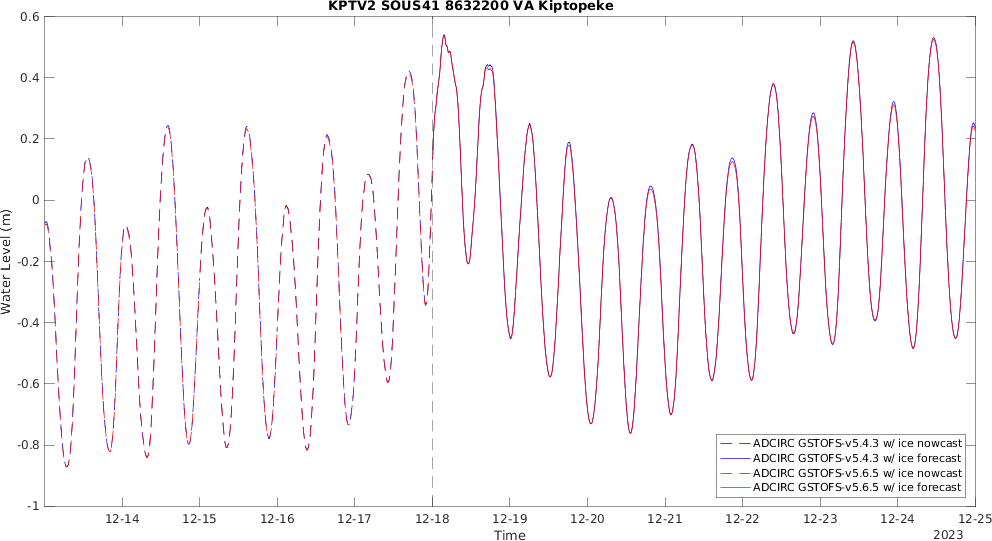 KPTV2 SOUS41 8632200 VA Kiptopeke
0.6
0.4
0.2
0
-0.2
-0.4
-0.6
-0.8
-1
Water Level (m)
12-14 12-15 12-16 12-17 12-18 12-19 12-20 12-21 12-22 12-23 12-24 12-25
Time
2023
ADCIRC GSTOFS-v5.4.3 w/ ice nowcast
ADCIRC GSTOFS-v5.4.3 w/ ice forecast
ADCIRC GSTOFS-v5.6.5 w/ ice nowcast
ADCIRC GSTOFS-v5.6.5 w/ ice forecast